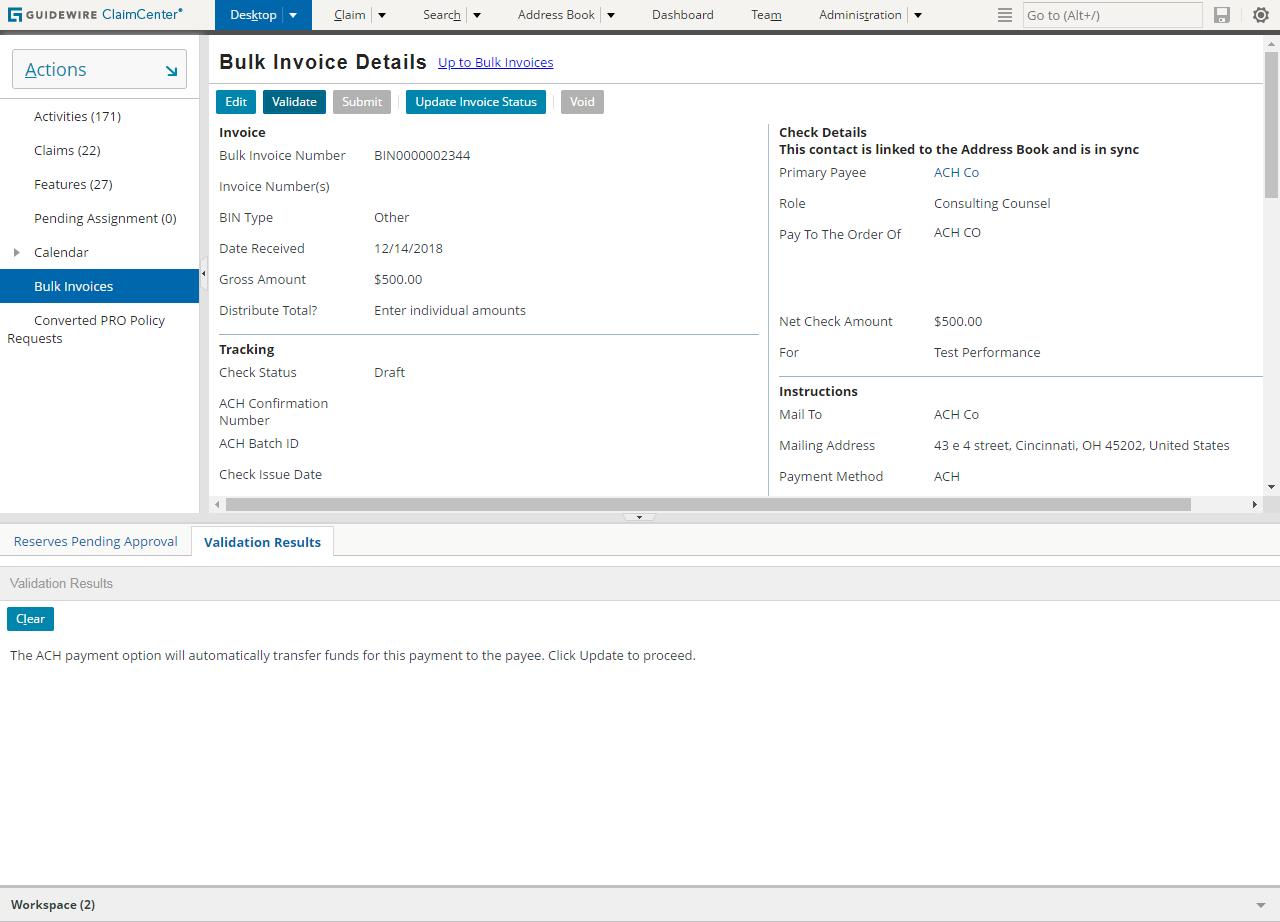 GUIDEWIRE ClaimCenter® Desktop Claim Search Address Book Dashboard Team Administration Go to (Alt+/)
Actions
Activities (171)
Claims (22)
Features (27)
Pending Assignment (0)
Calendar
Bulk Invoices
Converted PRO Policy
Requests
Bulk Invoice Details Up to Bulk Invoices
Edit Validate Submit Update Invoice Status Void
Invoice
Bulk Invoice Number BIN0000002344
Invoice Number(s)
BIN Type Other
Date Received 12/14/2018
Gross Amount $500.00
Distribute Total? Enter individual amounts
Tracking
Check Status Draft
ACH Confirmation
Number
ACH Batch ID
Check Issue Date
Check Details
This contact is linked to the Address Book and is in sync
Primary Payee ACH Co
Role Consulting Counsel
Pay To The Order Of ACH CO
Net Check Amount $500.00
For Test Performance
Instructions
Mail To ACH Co
Mailing Address 43 e 4 street, Cincinnati, OH 45202, United States
Payment Method ACH
Reserves Pending Approval Validation Results
Validation Results
Clear
The ACH payment option will automatically transfer funds for this payment to the payee. Click Update to proceed.
Workspace (2)